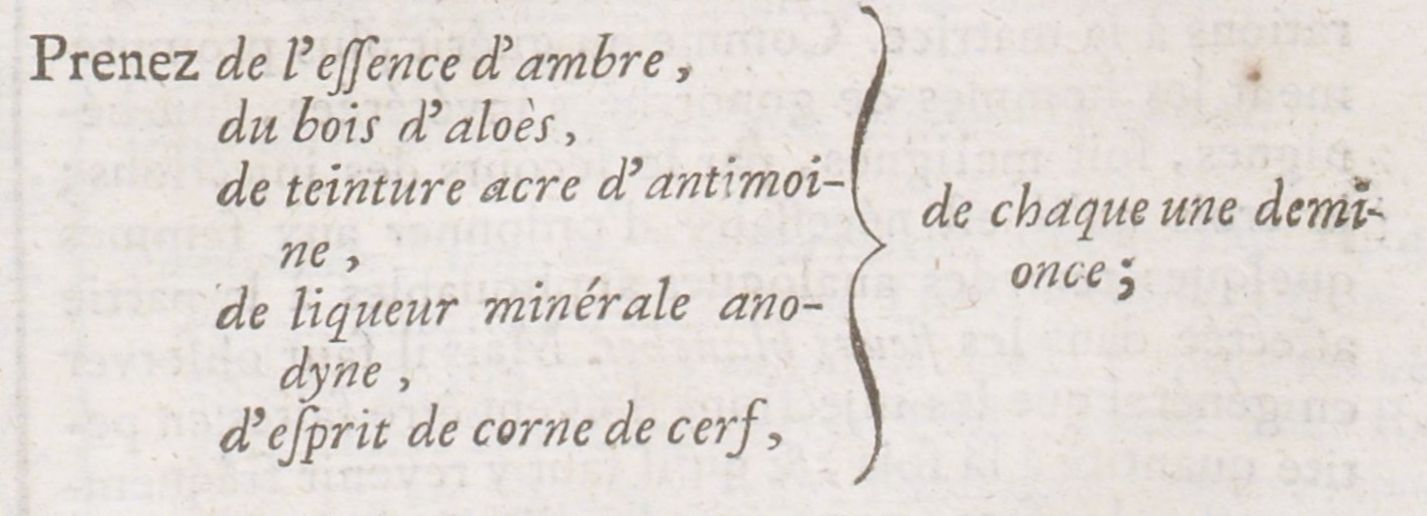 Prenez de l'eſſence d'ambre,
du bois d'aloès,
de teinture acre d'antimoi-
ne,
de liqueur minérale ano-
dyne,
d'eſprit de corne de cerf,
de chaque une demi-
once;